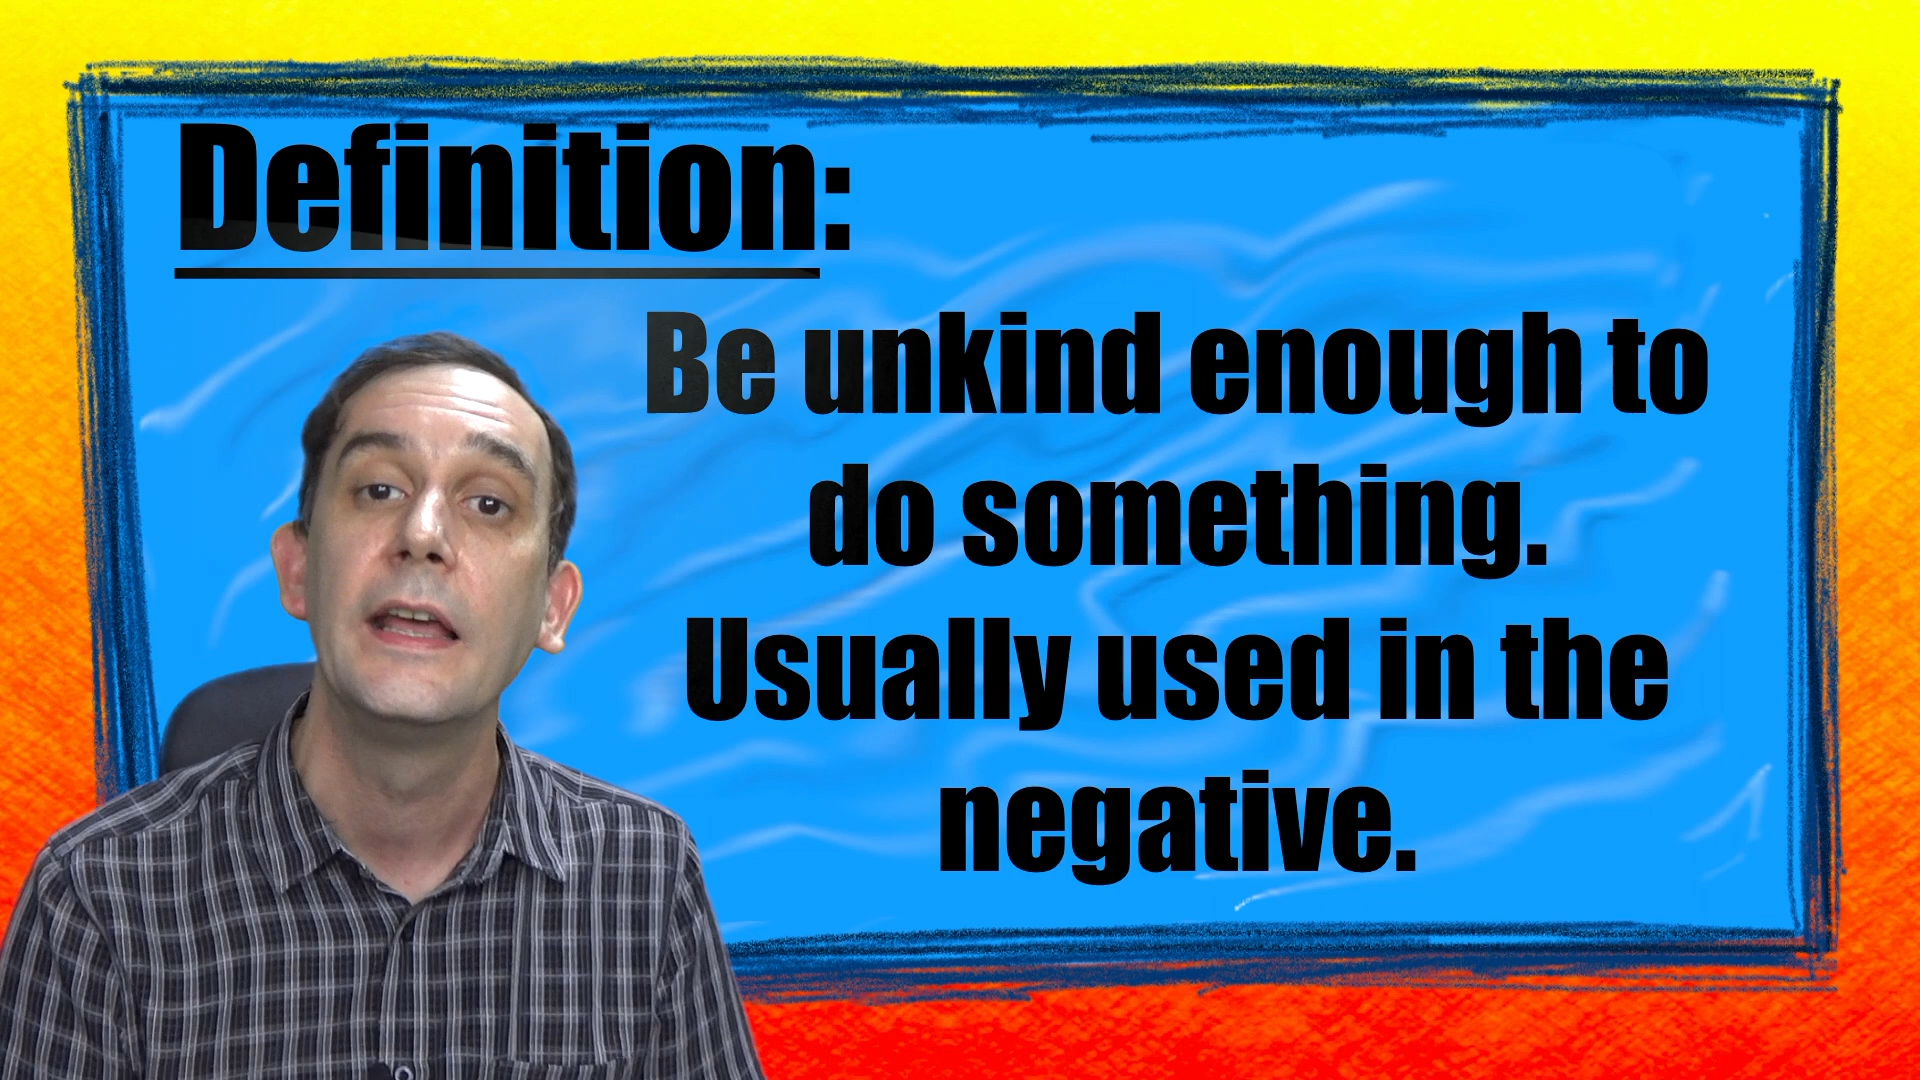 Definition:
Be unkind enough to
do something.
Usually used in the
negative.